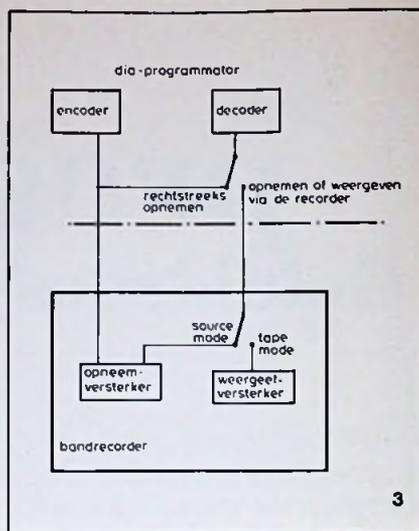 dia-programmator
encoder
decoder
rechtstreeks
opnemen
opnemen of weergeven
via de recorder
source
mode
tape
mode
opneem-
versterker
weergeef-
versterker
bandrecorder
3